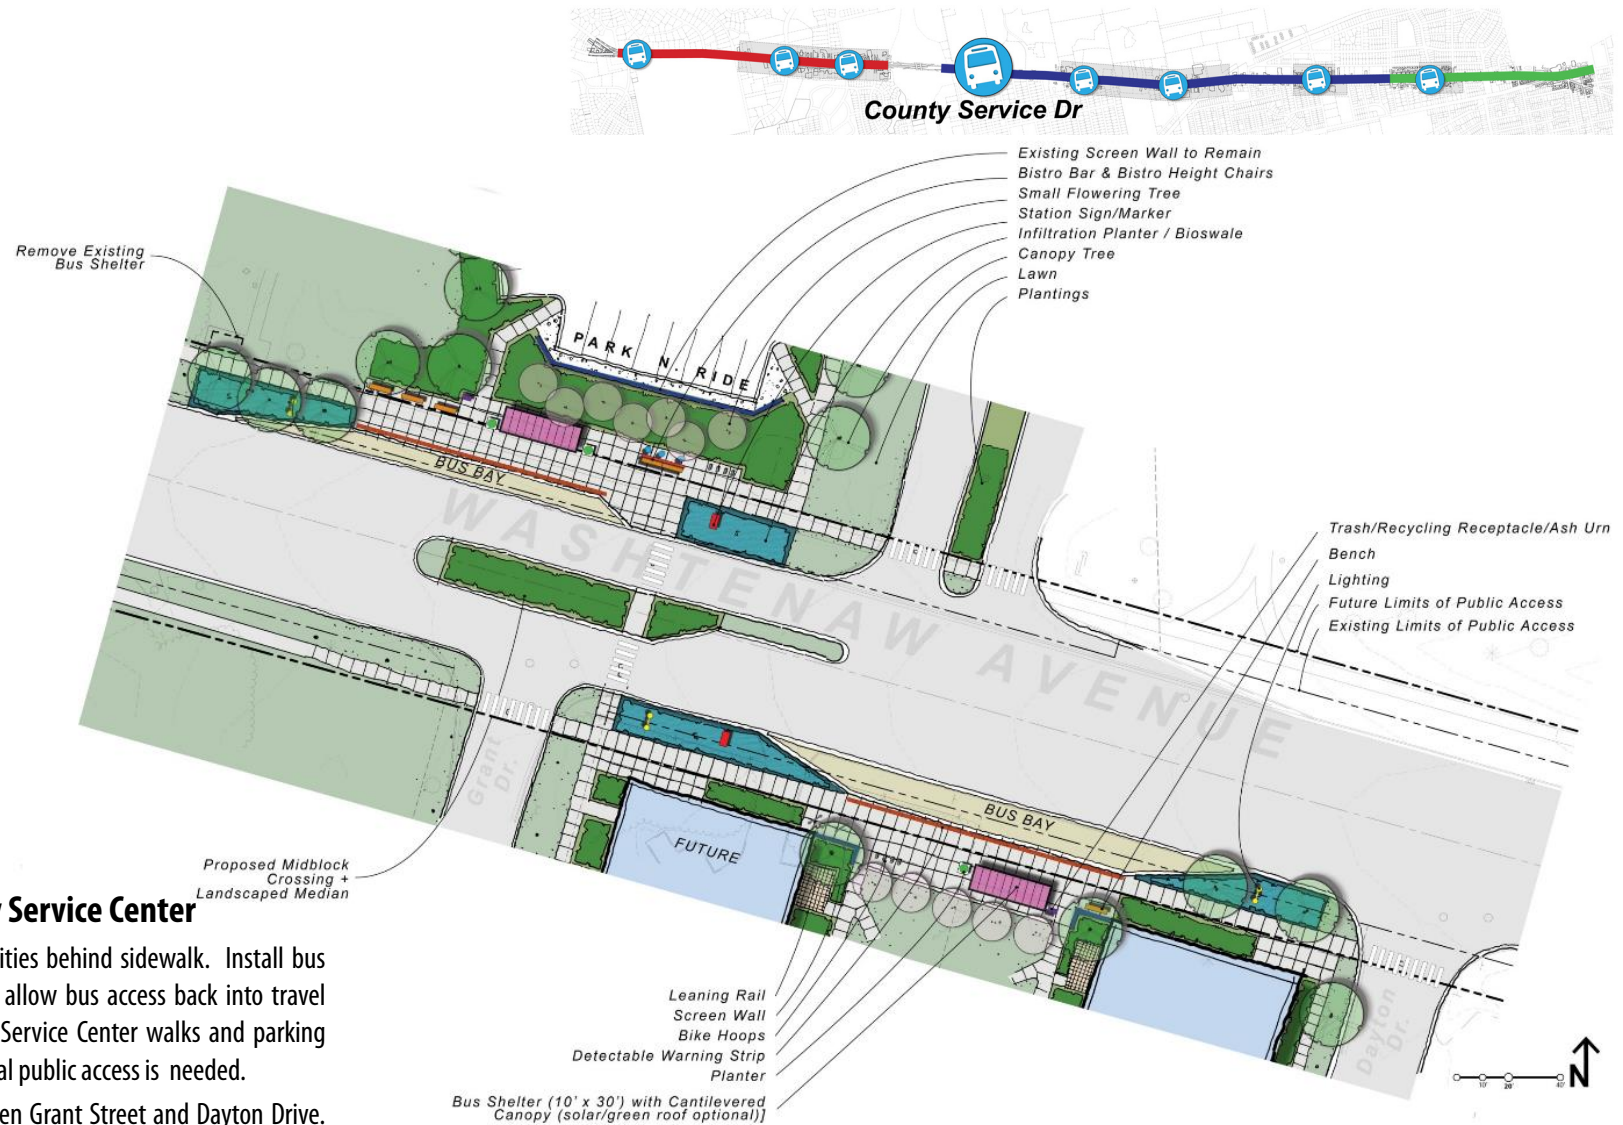 County Service Dr
Existing Screen Wall to Remain
Bistro Bar & Bistro Height Chairs
Small Flowering Tree
Station Sign/Marker
Infiltration Planter / Bioswale
Canopy Tree
Lawn
Plantings
Remove Existing
Bus Shelter
PARK N RIDE
BUS BAY
WASHTENAW AVENUE
Trash/Recycling Receptacle/Ash Urn
Bench
Lighting
Future Limits of Public Access
Existing Limits of Public Access
Grant
Dr.
BUS BAY
FUTURE
Proposed Midblock
Crossing +
Landscaped Median
Service Center
ities behind sidewalk. Install bus
allow bus access back into travel
Service Center walks and parking
al public access is needed.
en Grant Street and Dayton Drive.
Leaning Rail
Screen Wall
Bike Hoops
Detectable Warning Strip
Planter
Bus Shelter (10' x 30') with Cantilevered
Canopy (solar/green roof optional)]
Dayton
Dr.
N
10' 20' 40'